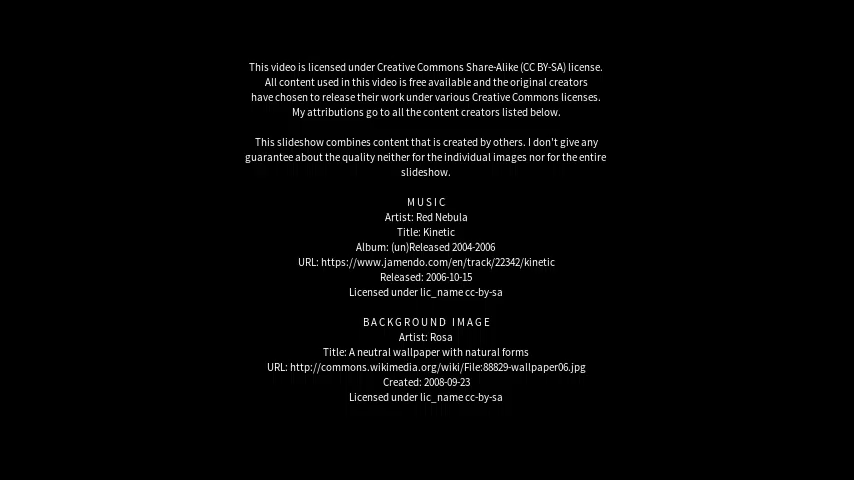 This video is licensed under Creative Commons Share-Alike (CC BY-SA) license.
All content used in this video is free available and the original creators
have chosen to release their work under various Creative Commons licenses.
My attributions go to all the content creators listed below.
This slideshow combines content that is created by others. I don't give any
guarantee about the quality neither for the individual images nor for the entire
slideshow.
MUSIC
Artist: Red Nebula
Title: Kinetic
Album: (un)Released 2004-2006
URL: https://www.jamendo.com/en/track/22342/kinetic
Released: 2006-10-15
Licensed under lic_name cc-by-sa
BACKGROUND IMAGE
Artist: Rosa
Title: A neutral wallpaper with natural forms
URL: http://commons.wikimedia.org/wiki/File:88829-wallpaper06.jpg
Created: 2008-09-23
Licensed under lic_name cc-by-sa